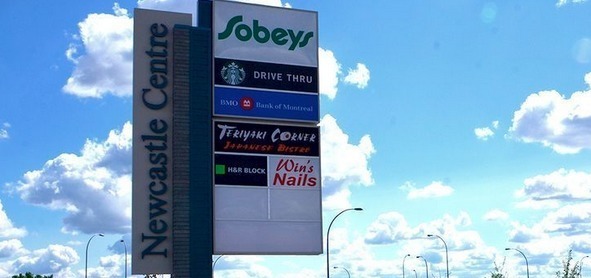 Newcastle Centre
Sobeys
DRIVE THRU
BMO Bank of Montreal
TERIYAKI CORNER
JAPANESE BISTRO
H&R BLOCK
Win's
Nails